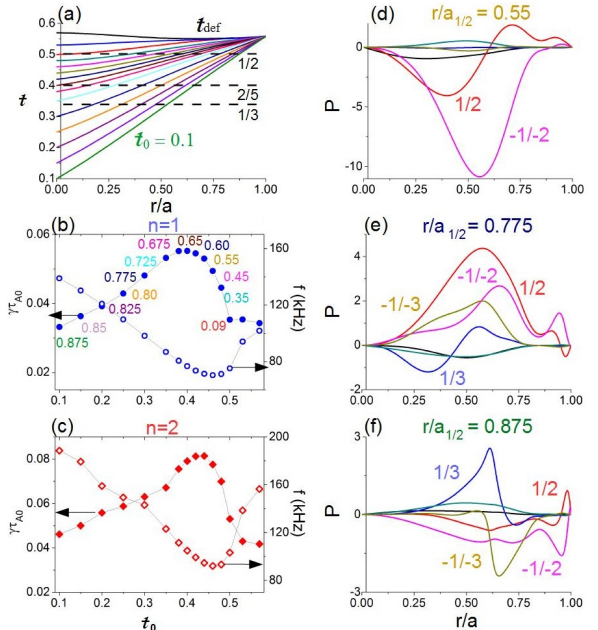 (a)
ƭdef
0.6
0.5
0.4
0.3
0.2
0.1
ƭ
1/2
2/5
1/3
ƭ0 = 0.1
0.00 0.25 0.50 0.75 1.00
r/a
(b) n=1
0.06
0.04
0.02
γτA0
0.875
0.85
0.825
0.80
0.775
0.725
0.675
0.65
0.60
0.55
0.45
0.35
0.09
160
120
80
f (kHz)
0.1 0.2 0.3 0.4 0.5
(c) n=2
0.08
0.06
0.04
0.02
γτA0
200
180
150
120
90
f (kHz)
0.1 0.2 0.3 0.4 0.5
ƭ0
(d) r/a1/2 = 0.55
0
-5
-10
P
1/2
-1/-2
0.00 0.25 0.50 0.75 1.00
(e) r/a 1/2 = 0.775
4
2
0
-2
P
-1/-3
-1/-2
1/2
1/3
0.00 0.25 0.50 0.75 1.00
(f) r/a1/2 = 0.875
3
0
-3
P
1/3
1/2
-1/-2
-1/-3
0.00 0.25 0.50 0.75 1.00
r/a